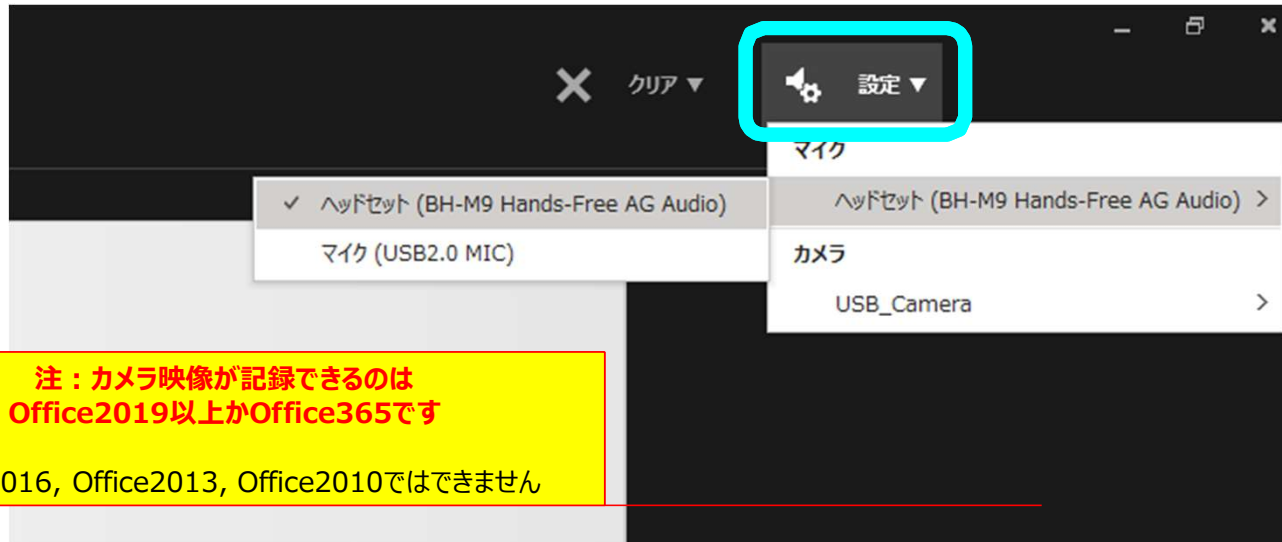 クリア ▼
設定 ▼
マイク
ヘッドセット (BH-M9 Hands-Free AG Audio)
✓ ヘッドセット (BH-M9 Hands-Free AG Audio)
マイク (USB2.0 MIC)
カメラ
USB_Camera
注：カメラ映像が記録できるのは
Office2019以上かOffice365です
016, Office2013, Office2010ではできません